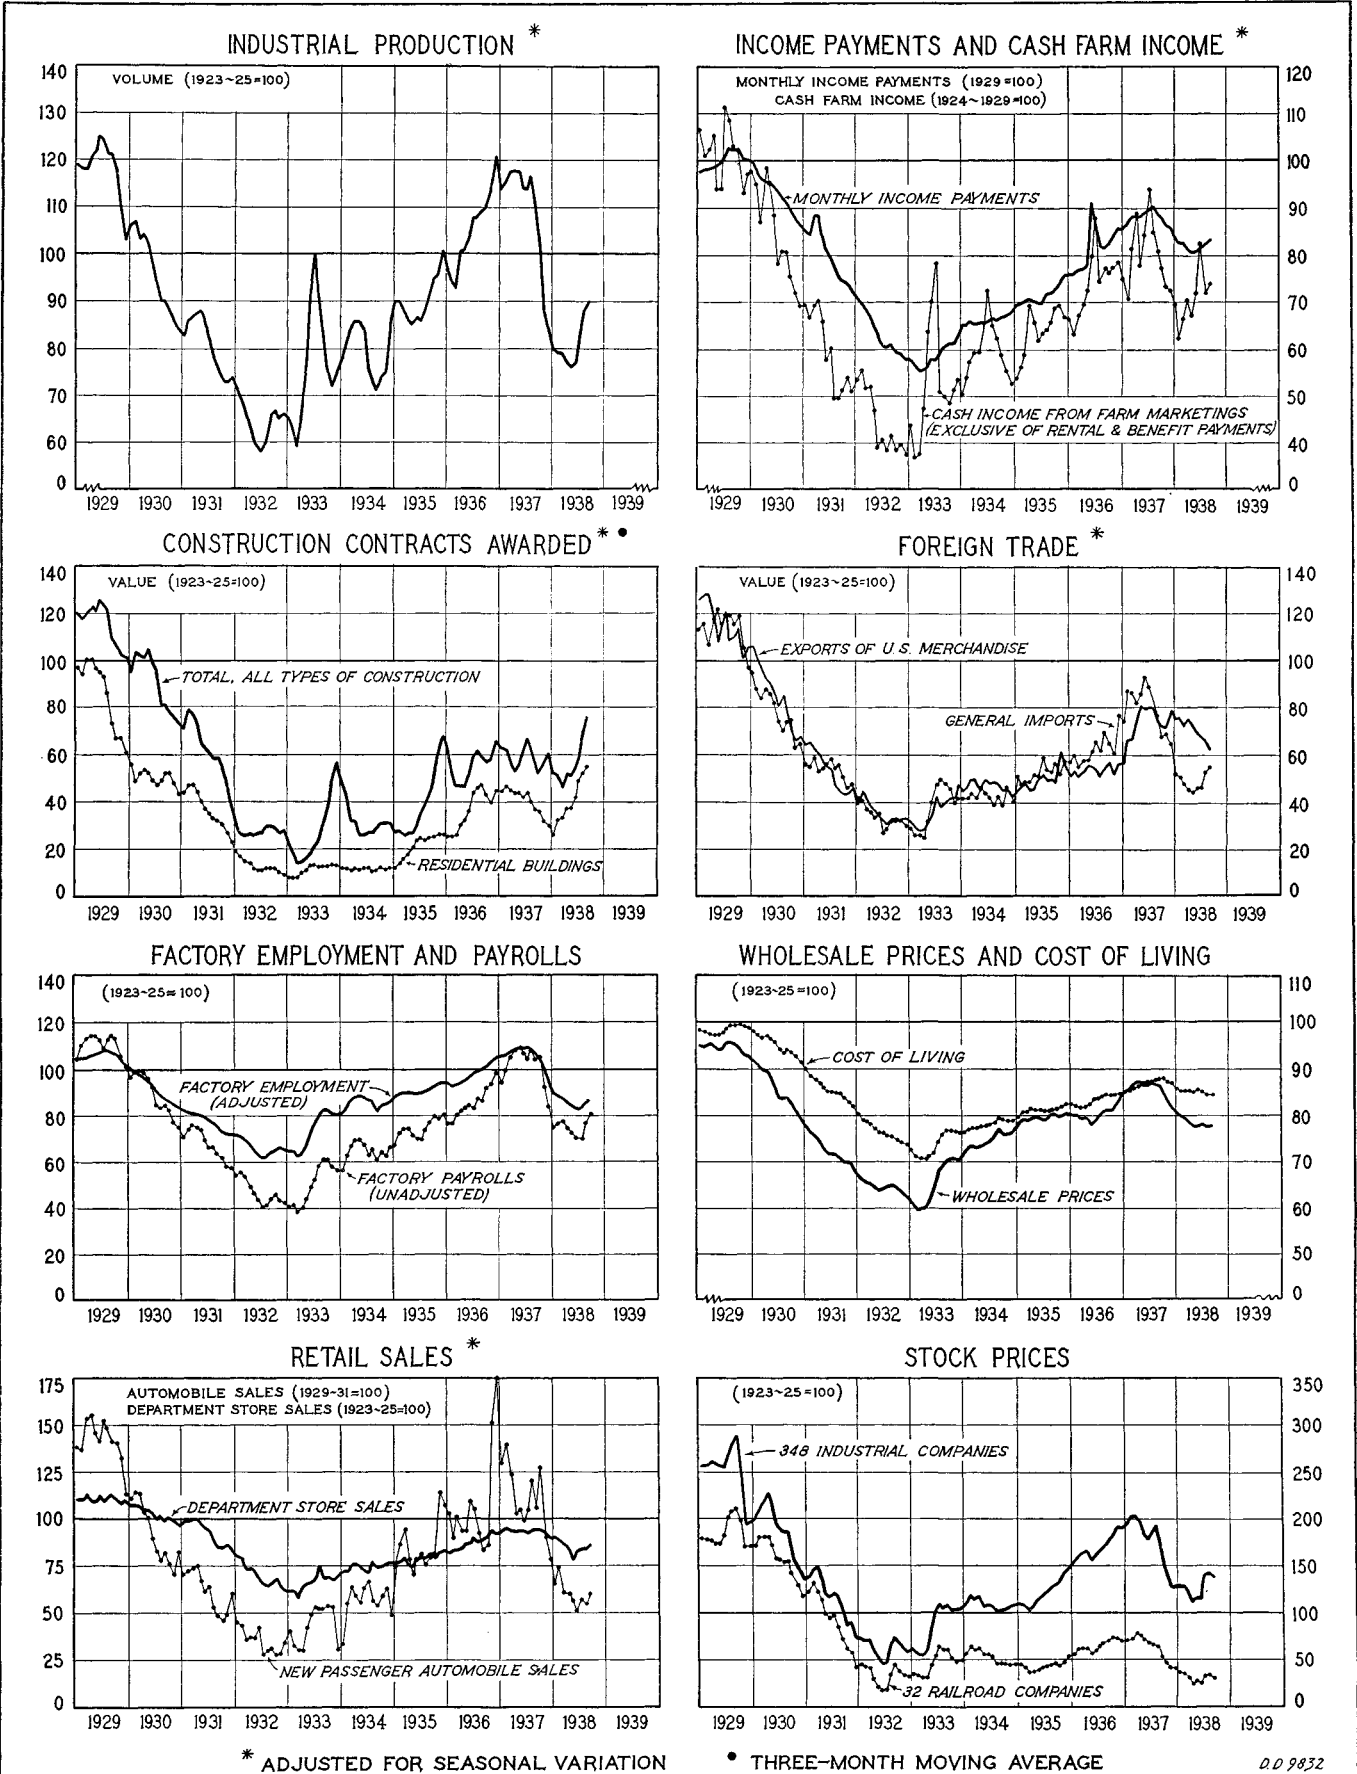 INDUSTRIAL PRODUCTION *
VOLUME (1923~25=100)
140
130
120
110
100
90
80
70
60
0
1929 1930 1931 1932 1933 1934 1935 1936 1937 1938 1939
INCOME PAYMENTS AND CASH FARM INCOME *
MONTHLY INCOME PAYMENTS (1929=100)
CASH FARM INCOME (1924~1929=100)
120
110
100
90
80
70
60
50
40
0
MONTHLY INCOME PAYMENTS
CASH INCOME FROM FARM MARKETINGS
(EXCLUSIVE OF RENTAL & BENEFIT PAYMENTS)
1929 1930 1931 1932 1933 1934 1935 1936 1937 1938 1939
CONSTRUCTION CONTRACTS AWARDED * •
VALUE (1923~25=100)
140
120
100
80
60
40
20
0
TOTAL, ALL TYPES OF CONSTRUCTION
RESIDENTIAL BUILDINGS
1929 1930 1931 1932 1933 1934 1935 1936 1937 1938 1939
FOREIGN TRADE *
VALUE (1923~25=100)
140
120
100
80
60
40
20
0
EXPORTS OF U.S. MERCHANDISE
GENERAL IMPORTS
1929 1930 1931 1932 1933 1934 1935 1936 1937 1938 1939
FACTORY EMPLOYMENT AND PAYROLLS
(1923~25=100)
140
120
100
80
60
40
20
0
FACTORY EMPLOYMENT
(ADJUSTED)
FACTORY PAYROLLS
(UNADJUSTED)
1929 1930 1931 1932 1933 1934 1935 1936 1937 1938 1939
WHOLESALE PRICES AND COST OF LIVING
(1923~25=100)
110
100
90
80
70
60
50
0
COST OF LIVING
WHOLESALE PRICES
1929 1930 1931 1932 1933 1934 1935 1936 1937 1938 1939
RETAIL SALES *
AUTOMOBILE SALES (1929-31=100)
DEPARTMENT STORE SALES (1923~25=100)
175
150
125
100
75
50
25
0
DEPARTMENT STORE SALES
NEW PASSENGER AUTOMOBILE SALES
1929 1930 1931 1932 1933 1934 1935 1936 1937 1938 1939
STOCK PRICES
(1923~25=100)
350
300
250
200
150
100
50
0
348 INDUSTRIAL COMPANIES
32 RAILROAD COMPANIES
1929 1930 1931 1932 1933 1934 1935 1936 1937 1938 1939
* ADJUSTED FOR SEASONAL VARIATION • THREE-MONTH MOVING AVERAGE
D.D. 9832